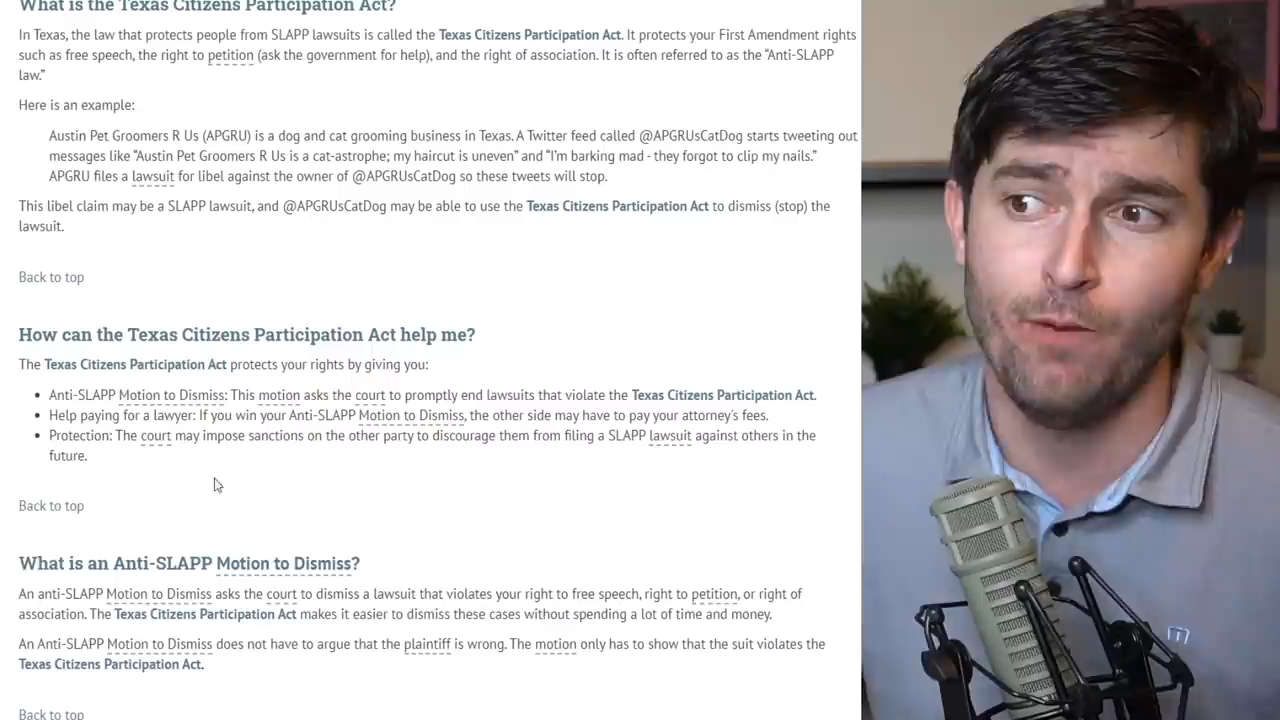 What is the Texas Citizens Participation Act?
In Texas, the law that protects people from SLAPP lawsuits is called the Texas Citizens Participation Act. It protects your First Amendment rights
such as free speech, the right to petition (ask the government for help), and the right of association. It is often referred to as the “Anti-SLAPP
law.”
Here is an example:
Austin Pet Groomers R Us (APGRU) is a dog and cat grooming business in Texas. A Twitter feed called @APGRUsCatDog starts tweeting out
messages like “Austin Pet Groomers R Us is a cat-astrophe; my haircut is uneven” and “I’m barking mad - they forgot to clip my nails.”
APGRU files a lawsuit for libel against the owner of @APGRUsCatDog so these tweets will stop.
This libel claim may be a SLAPP lawsuit, and @APGRUsCatDog may be able to use the Texas Citizens Participation Act to dismiss (stop) the
lawsuit.
Back to top
How can the Texas Citizens Participation Act help me?
The Texas Citizens Participation Act protects your rights by giving you:
• Anti-SLAPP Motion to Dismiss: This motion asks the court to promptly end lawsuits that violate the Texas Citizens Participation Act.
• Help paying for a lawyer: If you win your Anti-SLAPP Motion to Dismiss, the other side may have to pay your attorney’s fees.
• Protection: The court may impose sanctions on the other party to discourage them from filing a SLAPP lawsuit against others in the
future.
Back to top
What is an Anti-SLAPP Motion to Dismiss?
An anti-SLAPP Motion to Dismiss asks the court to dismiss a lawsuit that violates your right to free speech, right to petition, or right of
association. The Texas Citizens Participation Act makes it easier to dismiss these cases without spending a lot of time and money.
An Anti-SLAPP Motion to Dismiss does not have to argue that the plaintiff is wrong. The motion only has to show that the suit violates the
Texas Citizens Participation Act.
Back to top